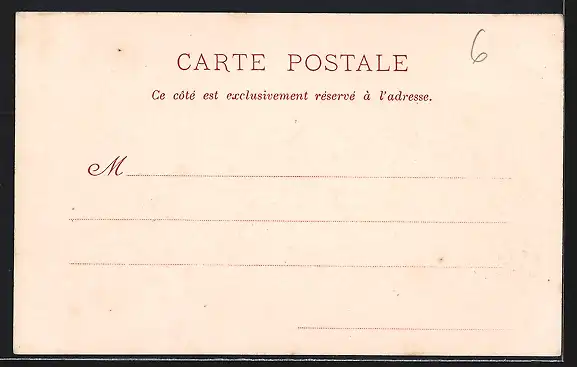 CARTE POSTALE
6
Ce côté est exclusivement réservé à l'adresse.
M